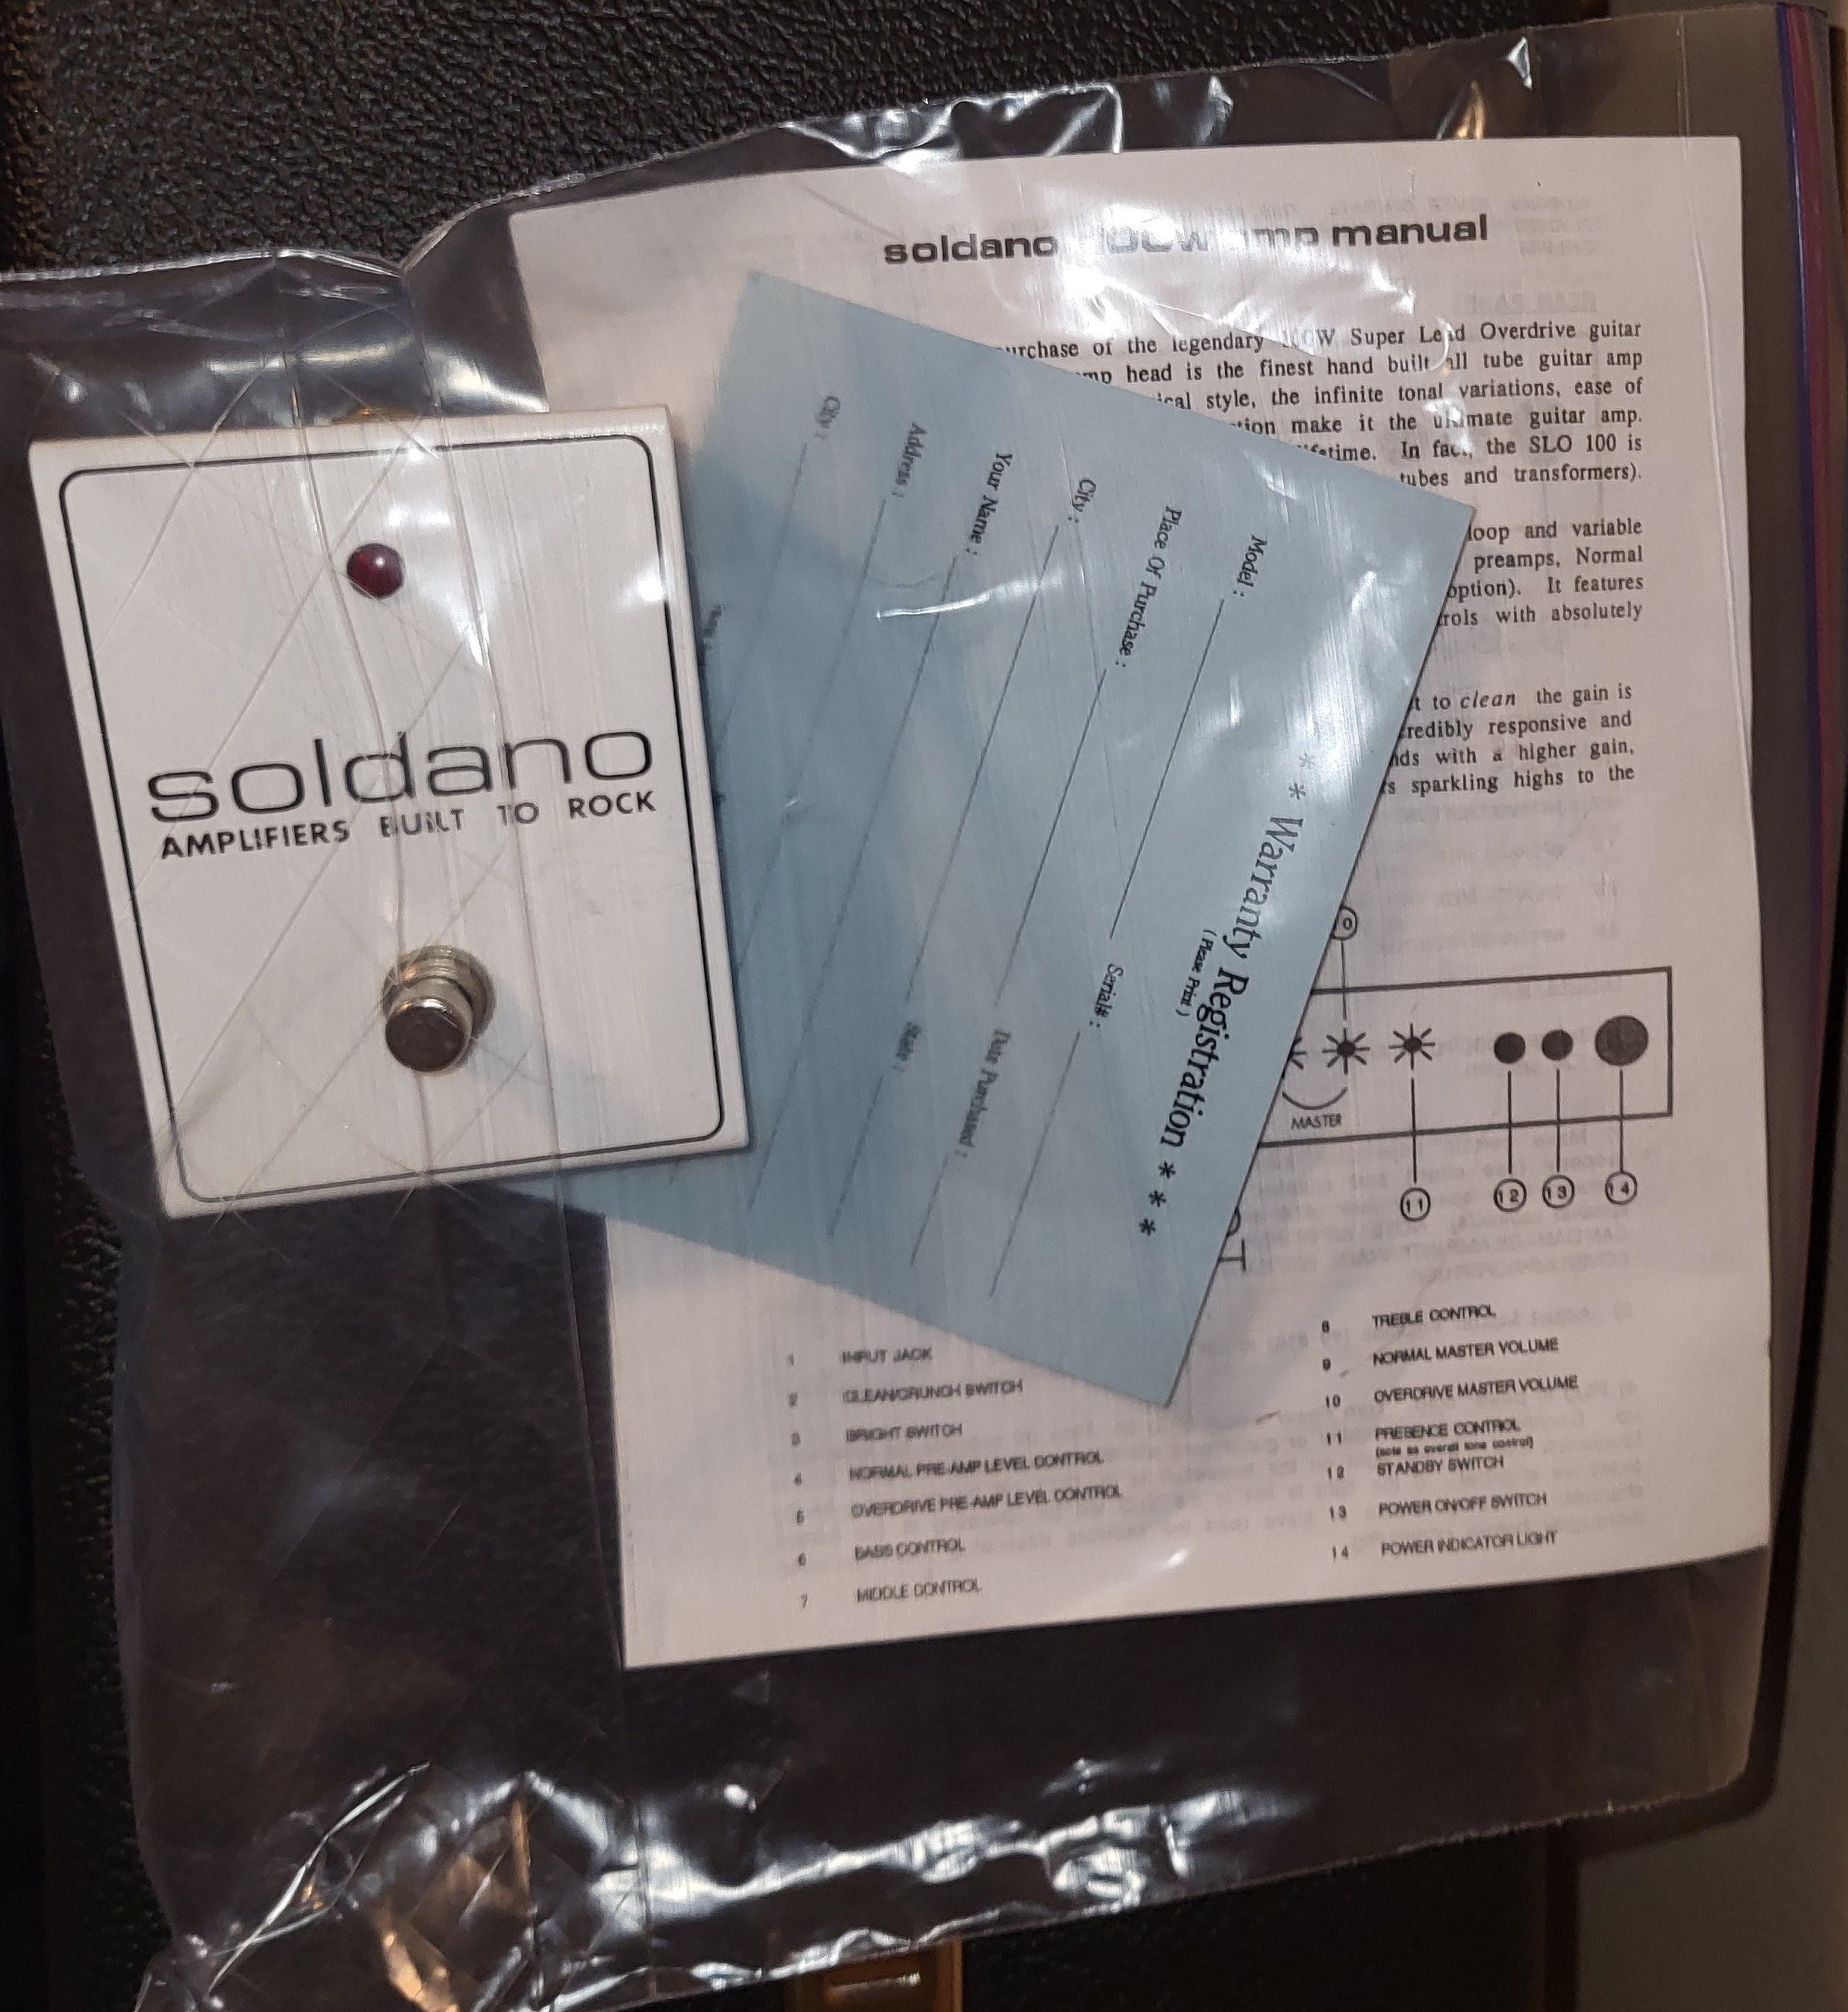 soldano
AMPLIFIERS BUILT TO ROCK
soldano 100W amp manual
purchase of the legendary 100W Super Lead Overdrive guitar
amp head is the finest hand built all tube guitar amp
style, the infinite tonal variations, ease of
make it the ultimate guitar amp.
lifetime. In fact, the SLO 100 is
tubes and transformers).
loop and variable
preamps, Normal
option). It features
with absolutely
to clean the gain is
responsive and
with a higher gain,
sparkling highs to the
* * Warranty Registration * * *
( Please Print )
Model : Serial# :
Place Of Purchase :
City : Date Purchased :
Your Name :
Address :
City : State :
MASTER
11 12 13 14
1 INPUT JACK
2 CLEAN/CRUNCH SWITCH
3 BRIGHT SWITCH
4 NORMAL PRE-AMP LEVEL CONTROL
5 OVERDRIVE PRE-AMP LEVEL CONTROL
6 BASS CONTROL
7 MIDDLE CONTROL
8 TREBLE CONTROL
9 NORMAL MASTER VOLUME
10 OVERDRIVE MASTER VOLUME
11 PRESENCE CONTROL
(acts as overall tone control)
12 STANDBY SWITCH
13 POWER ON/OFF SWITCH
14 POWER INDICATOR LIGHT